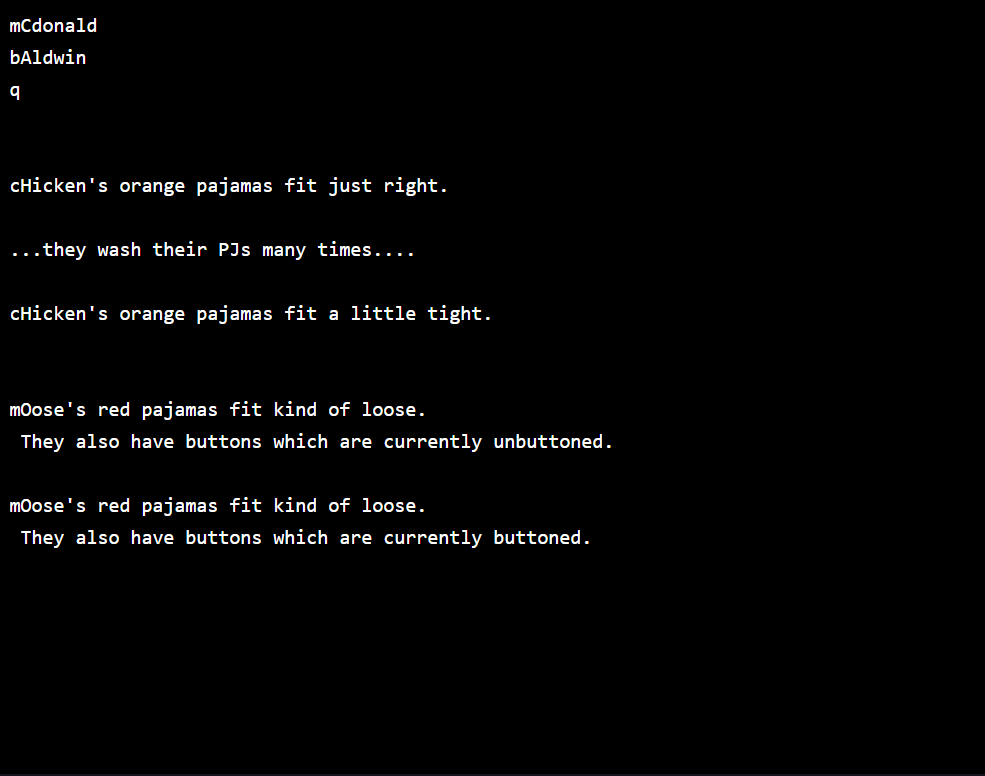 mCdonald
bAldwin
q
cHicken's orange pajamas fit just right.
...they wash their PJs many times....
cHicken's orange pajamas fit a little tight.
mOose's red pajamas fit kind of loose.
They also have buttons which are currently unbuttoned.
mOose's red pajamas fit kind of loose.
They also have buttons which are currently buttoned.